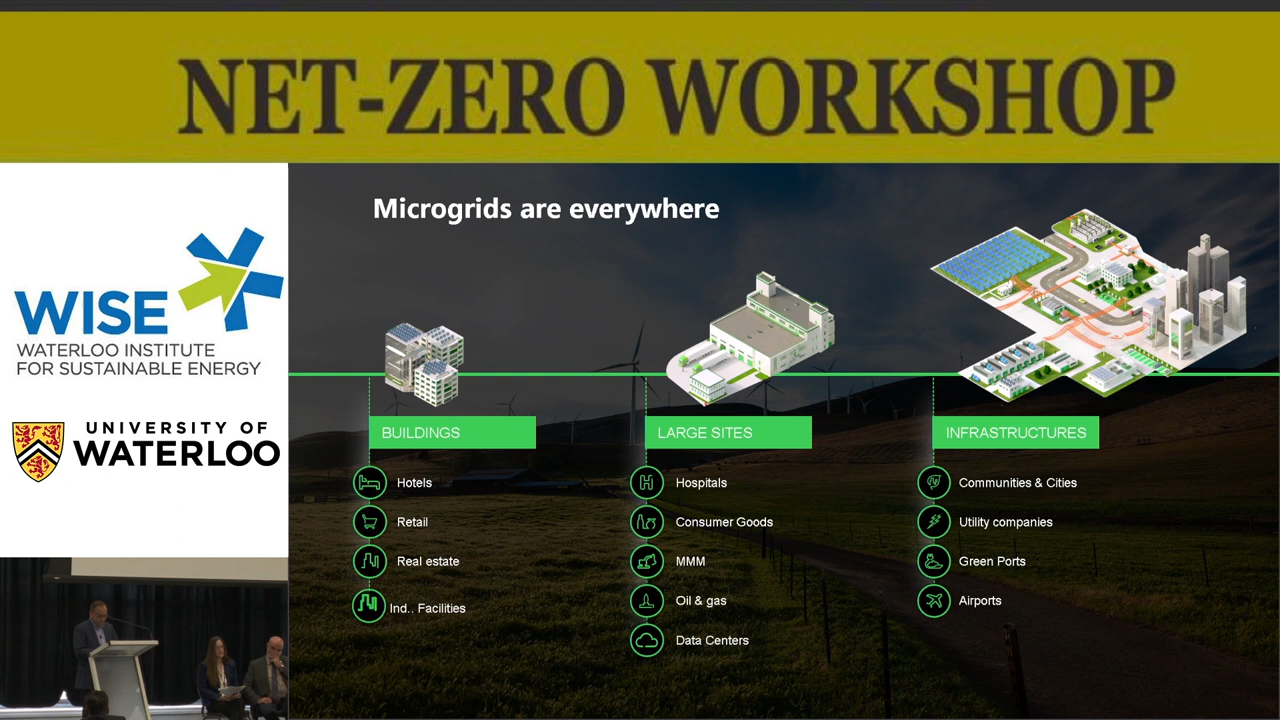 NET-ZERO WORKSHOP
WISE
WATERLOO INSTITUTE
FOR SUSTAINABLE ENERGY
UNIVERSITY OF
WATERLOO
Microgrids are everywhere
BUILDINGS
Hotels
Retail
Real estate
Ind.. Facilities
LARGE SITES
Hospitals
Consumer Goods
MMM
Oil & gas
Data Centers
INFRASTRUCTURES
Communities & Cities
Utility companies
Green Ports
Airports